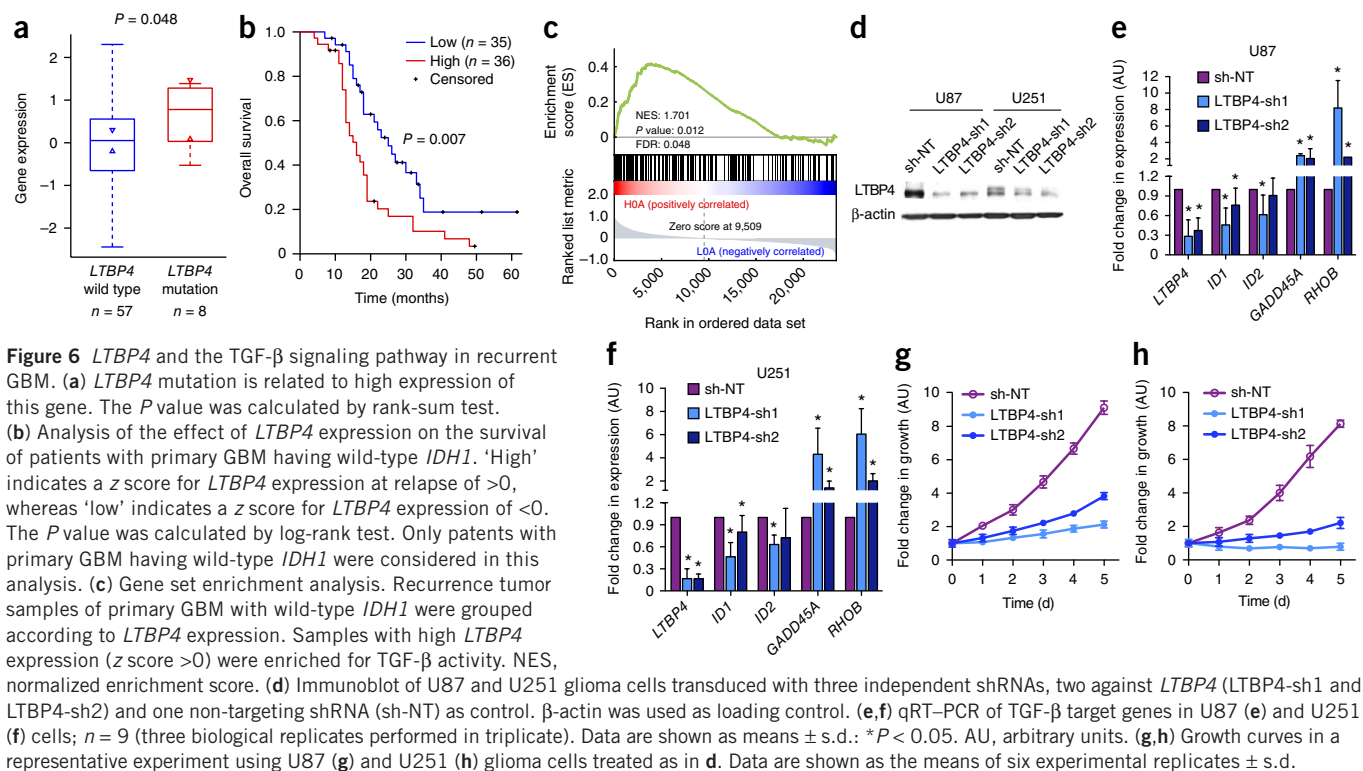 a
P = 0.048
Gene expression
2
1
0
−1
−2
LTBP4
wild type
n = 57
LTBP4
mutation
n = 8
b
Overall survival
1.0
0.8
0.6
0.4
0.2
0
Low (n = 35)
High (n = 36)
Censored
P = 0.007
0 10 20 30 40 50 60
Time (months)
c
Enrichment
score (ES)
0.4
0.2
0
NES: 1.701
P value: 0.012
FDR: 0.048
Ranked list metric
2.0
1.0
0
−1.0
H0A (positively correlated)
Zero score at 9,509
L0A (negatively correlated)
0
5,000
10,000
15,000
20,000
Rank in ordered data set
d
U87 U251
sh-NT
LTBP4-sh1
LTBP4-sh2
sh-NT
LTBP4-sh1
LTBP4-sh2
LTBP4
β-actin
e
U87
Fold change in expression (AU)
12
10
8
6
4
2
1.2
0.9
0.6
0.3
0
sh-NT
LTBP4-sh1
LTBP4-sh2
* * * * * * * * *
LTBP4
ID1
ID2
GADD45A
RHOB
f
U251
Fold change in expression (AU)
10
8
6
4
2
0
1.2
0.9
0.6
0.3
0
sh-NT
LTBP4-sh1
LTBP4-sh2
* * * * * * * * *
LTBP4
ID1
ID2
GADD45A
RHOB
g
Fold change in growth (AU)
10
8
6
4
2
0
sh-NT
LTBP4-sh1
LTBP4-sh2
0 1 2 3 4 5
Time (d)
h
Fold change in growth (AU)
10
8
6
4
2
0
sh-NT
LTBP4-sh1
LTBP4-sh2
0 1 2 3 4 5
Time (d)
Figure 6 LTBP4 and the TGF-β signaling pathway in recurrent
GBM. (a) LTBP4 mutation is related to high expression of
this gene. The P value was calculated by rank-sum test.
(b) Analysis of the effect of LTBP4 expression on the survival
of patients with primary GBM having wild-type IDH1. ‘High’
indicates a z score for LTBP4 expression at relapse of >0,
whereas ‘low’ indicates a z score for LTBP4 expression of <0.
The P value was calculated by log-rank test. Only patents with
primary GBM having wild-type IDH1 were considered in this
analysis. (c) Gene set enrichment analysis. Recurrence tumor
samples of primary GBM with wild-type IDH1 were grouped
according to LTBP4 expression. Samples with high LTBP4
expression (z score >0) were enriched for TGF-β activity. NES,
normalized enrichment score. (d) Immunoblot of U87 and U251 glioma cells transduced with three independent shRNAs, two against LTBP4 (LTBP4-sh1 and
LTBP4-sh2) and one non-targeting shRNA (sh-NT) as control. β-actin was used as loading control. (e,f) qRT–PCR of TGF-β target genes in U87 (e) and U251
(f) cells; n = 9 (three biological replicates performed in triplicate). Data are shown as means ± s.d.: *P < 0.05. AU, arbitrary units. (g,h) Growth curves in a
representative experiment using U87 (g) and U251 (h) glioma cells treated as in d. Data are shown as the means of six experimental replicates ± s.d.